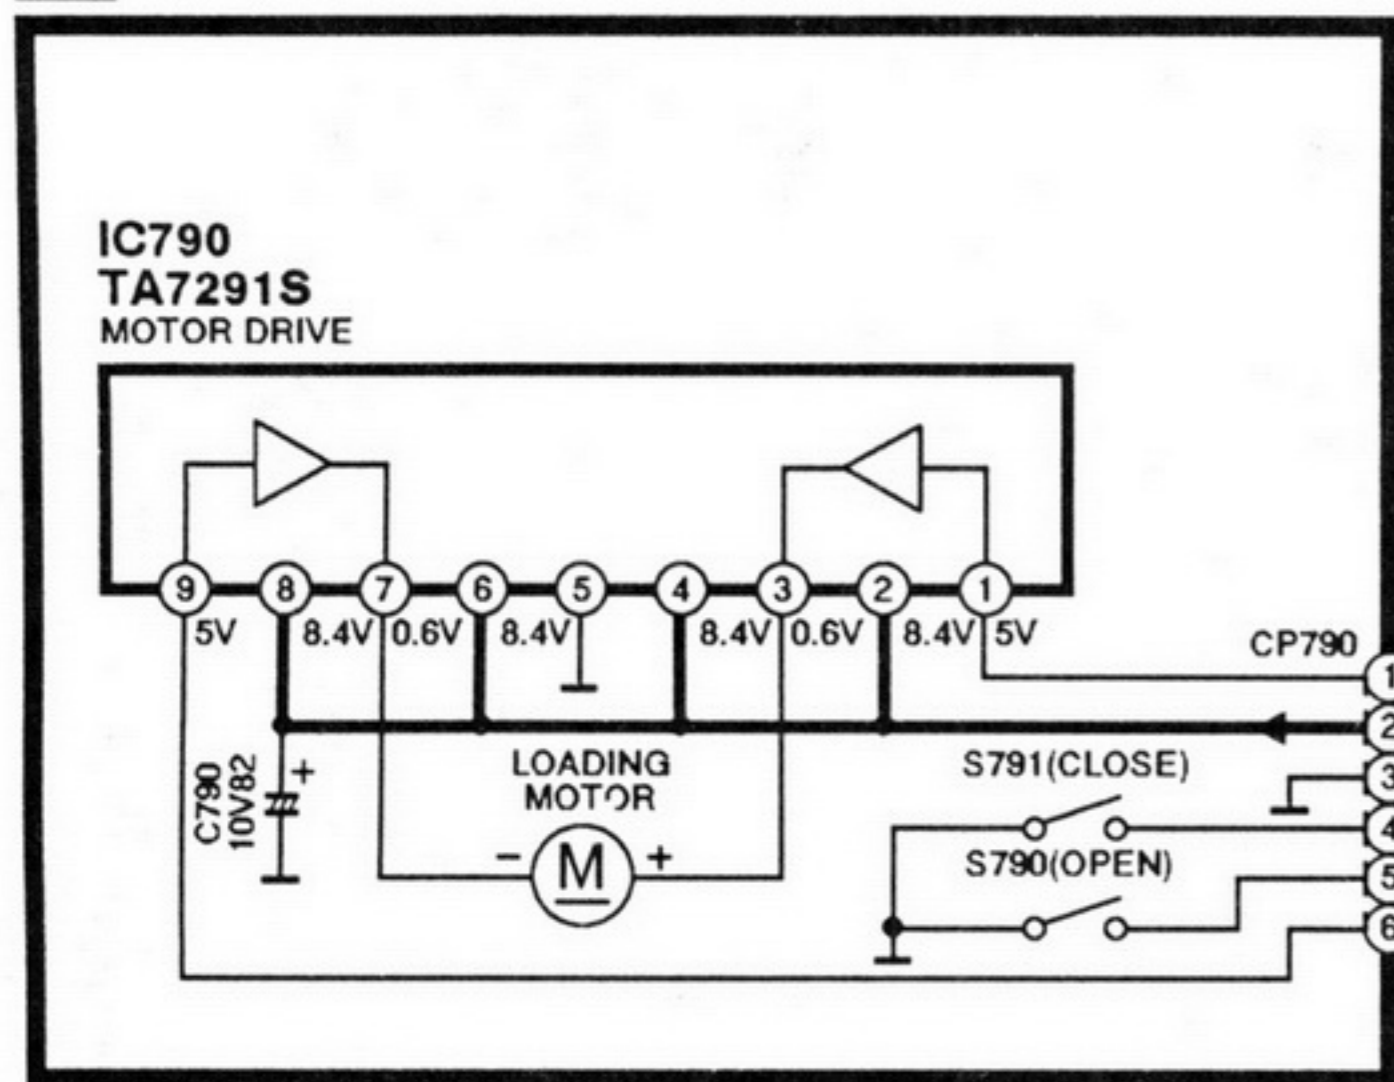 IC790
TA7291S
MOTOR DRIVE
9 8 7 6 5 4 3 2 1
5V 8.4V 0.6V 8.4V 8.4V 0.6V 8.4V 5V
CP790
1
2
3
4
5
6
C790
10V82
+
LOADING
MOTOR
- M +
S791(CLOSE)
S790(OPEN)